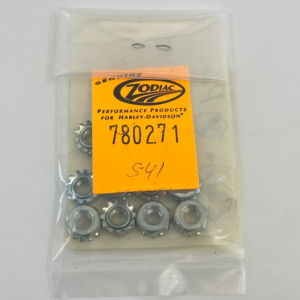 GENUINE
ZODIAC
PERFORMANCE PRODUCTS
FOR HARLEY-DAVIDSON®
780271
S41